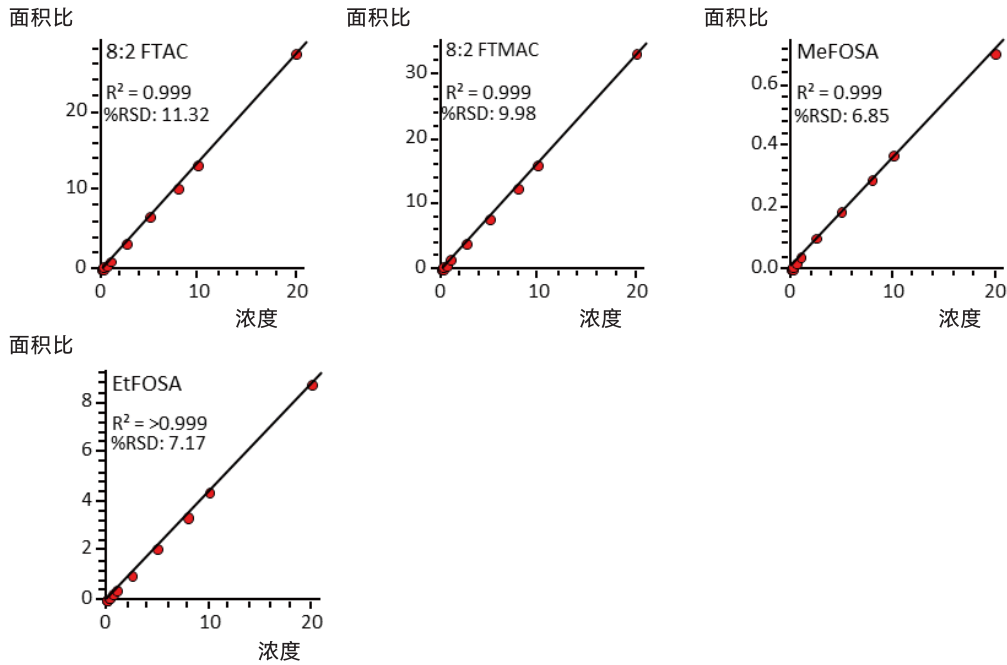 面积比
8:2 FTAC
R² = 0.999
%RSD: 11.32
20
10
0
0 10 20
浓度
面积比
8:2 FTMAC
R² = 0.999
%RSD: 9.98
30
20
10
0
0 10 20
浓度
面积比
MeFOSA
R² = 0.999
%RSD: 6.85
0.6
0.4
0.2
0.0
0 10 20
浓度
面积比
EtFOSA
R² = >0.999
%RSD: 7.17
8
6
4
2
0
0 10 20
浓度